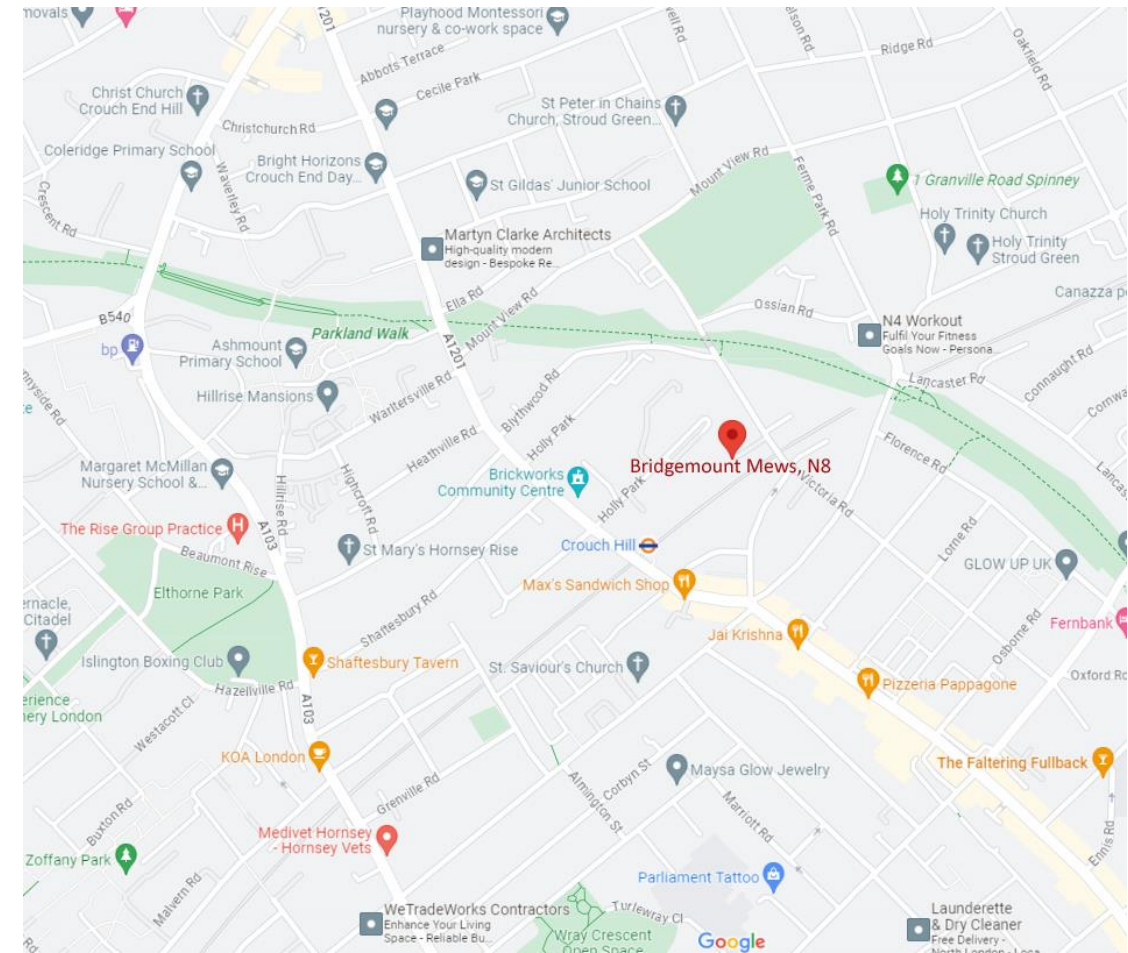 movals
A1201
Playhood Montessori
nursery & co-work space
Ridge Rd
Oakfield Rd
Abbots Terrace
Cecile Park
Christ Church
Crouch End Hill
A1201
St Peter in Chains
Church, Stroud Green...
Christchurch Rd
Coleridge Primary School
Bright Horizons
Crouch End Day...
Waverley Rd
Crescent Rd
St Gildas' Junior School
Mount View Rd
Ferme Park Rd
1 Granville Road Spinney
Holy Trinity Church
Holy Trinity
Stroud Green
Martyn Clarke Architects
High-quality modern
design - Bespoke Re...
Ella Rd
Mount View Rd
Ossian Rd
Canazza
B540
Parkland Walk
A1201
N4 Workout
Fulfil Your Fitness
Goals Now - Persona...
bp
Ashmount
Primary School
Hillrise Mansions
Warltersville Rd
Blythwood Rd
Lancaster Rd
Connaught Rd
Heathville Rd
Holly Park
Bridgemount Mews, N8
Florence Rd
Margaret McMillan
Nursery School &...
Hillrise Rd
Highcroft Rd
Brickworks
Community Centre
Holly Park
Victoria Rd
Lancas
The Rise Group Practice
A103
St Mary's Hornsey Rise
Crouch Hill
Lorne Rd
Beaumont Rise
Max's Sandwich Shop
GLOW UP UK
Elthorne Park
Citadel
Shaftesbury Rd
Jai Krishna
Osborne Rd
Fernbank
Islington Boxing Club
Shaftesbury Tavern
St. Saviour's Church
Oxford Rd
Hazellville Rd
Pizzeria Pappagone
A103
Westacott Ct
KOA London
Maysa Glow Jewelry
The Faltering Fullback
Corbyn St
Almington St
Marriott Rd
Grenville Rd
Buxton Rd
Medivet Hornsey
- Hornsey Vets
Ennis Rd
Zoffany Park
Malvern Rd
Parliament Tattoo
WeTradeWorks Contractors
Enhance Your Living
Space - Reliable Bu...
Turleway Cl
Wray Crescent
Open Space
Google
Launderette
& Dry Cleaner
Free Delivery -
North London -